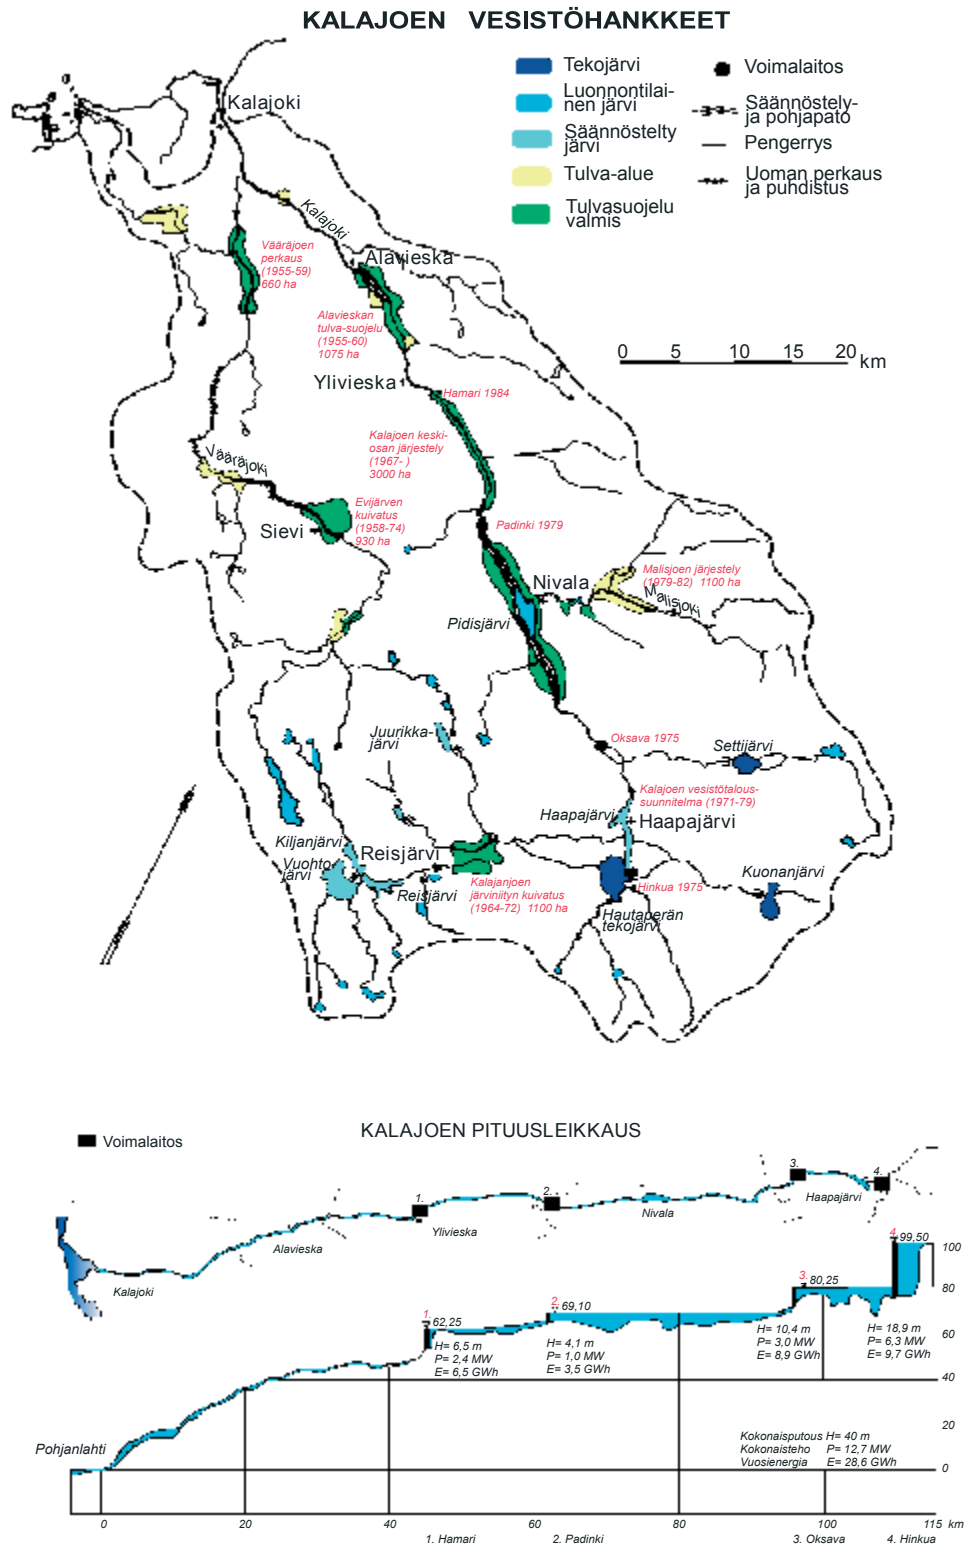 KALAJOEN VESISTÖHANKKEET
Tekojärvi
Luonnontilai-
nen järvi
Säännöstelty
järvi
Tulva-alue
Tulvasuojelu
valmis
Voimalaitos
Säännöstely-
ja pohjapato
Pengerrys
Uoman perkaus
ja puhdistus
Kalajoki
Kalajoki
Vääräjoen
perkaus
(1955-59)
660 ha
Alavieska
Alavieskan
tulva-suojelu
(1955-60)
1075 ha
0 5 10 15 20
km
Ylivieska
Hamari 1984
Kalajoen keski-
osan järjestely
(1967- )
3000 ha
Vääräjoki
Evijärven
kuivatus
(1958-74)
930 ha
Sievi
Padinki 1979
Nivala
Malisjoen järjestely
(1979-82) 1100 ha
Malisjoki
Pidisjärvi
Juurikka-
järvi
Oksava 1975
Settijärvi
Kalajoen vesistötalous-
suunnitelma (1971-79)
Haapajärvi
Haapajärvi
Kiljanjärvi
Vuohto-
järvi
Reisjärvi
Reisjärvi
Kalajanjoen
järviniityn kuivatus
(1964-72) 1100 ha
Hinkua 1975
Kuonanjärvi
Hautaperän
tekojärvi
KALAJOEN PITUUSLEIKKAUS
Voimalaitos
1.
2.
3.
4.
Kalajoki
Alavieska
Ylivieska
Nivala
Haapajärvi
4.
99,50
100
3.
80,25
80
2.
69,10
1.
62,25
60
H= 6,5 m
P= 2,4 MW
E= 6,5 GWh
H= 4,1 m
P= 1,0 MW
E= 3,5 GWh
H= 10,4 m
P= 3,0 MW
E= 8,9 GWh
H= 18,9 m
P= 6,3 MW
E= 9,7 GWh
40
20
Pohjanlahti
Kokonaisputous H= 40 m
Kokonaisteho P= 12,7 MW
Vuosienergia E= 28,6 GWh
0
0 20 40 60 80 100 115 km
1. Hamari 2. Padinki 3. Oksava 4. Hinkua